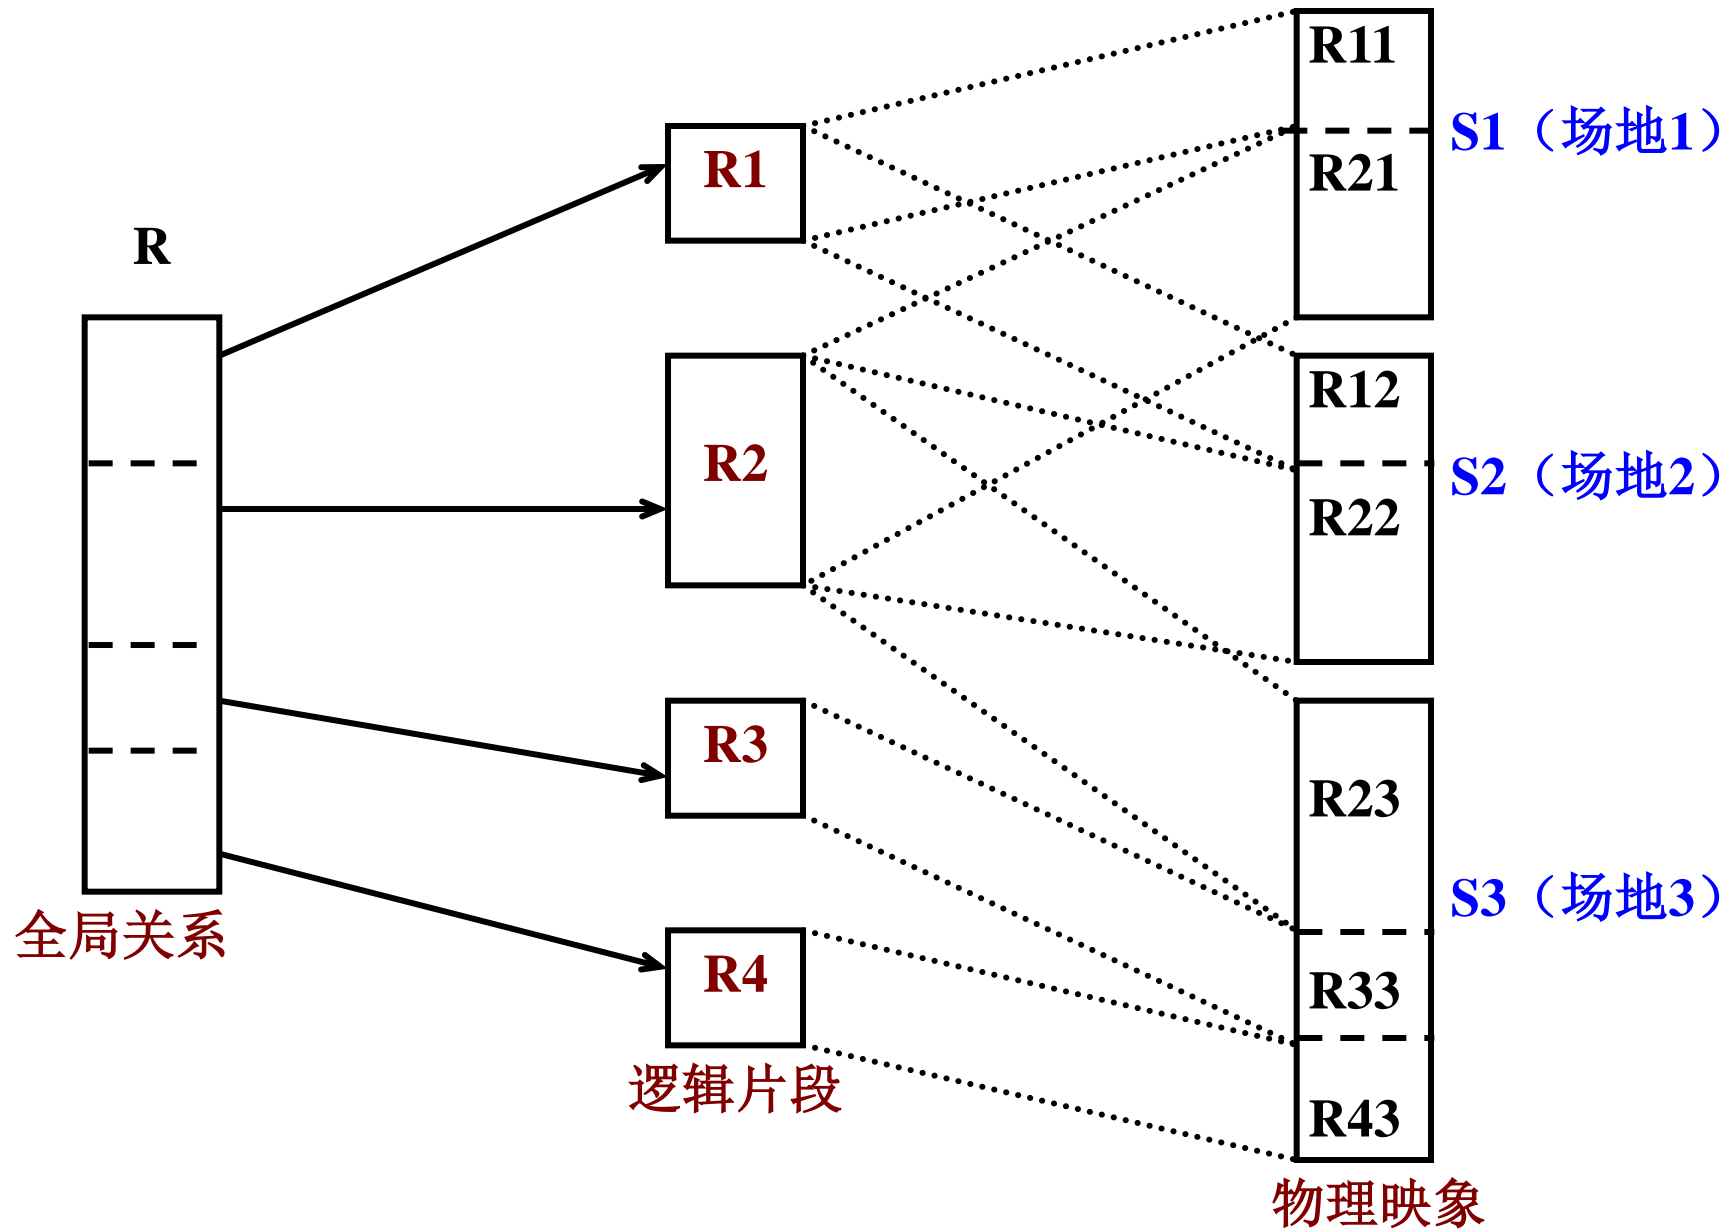 R
全局关系
R1
R2
R3
R4
逻辑片段
R11
R21
S1（场地1）
R12
R22
S2（场地2）
R23
R33
R43
S3（场地3）
物理映象